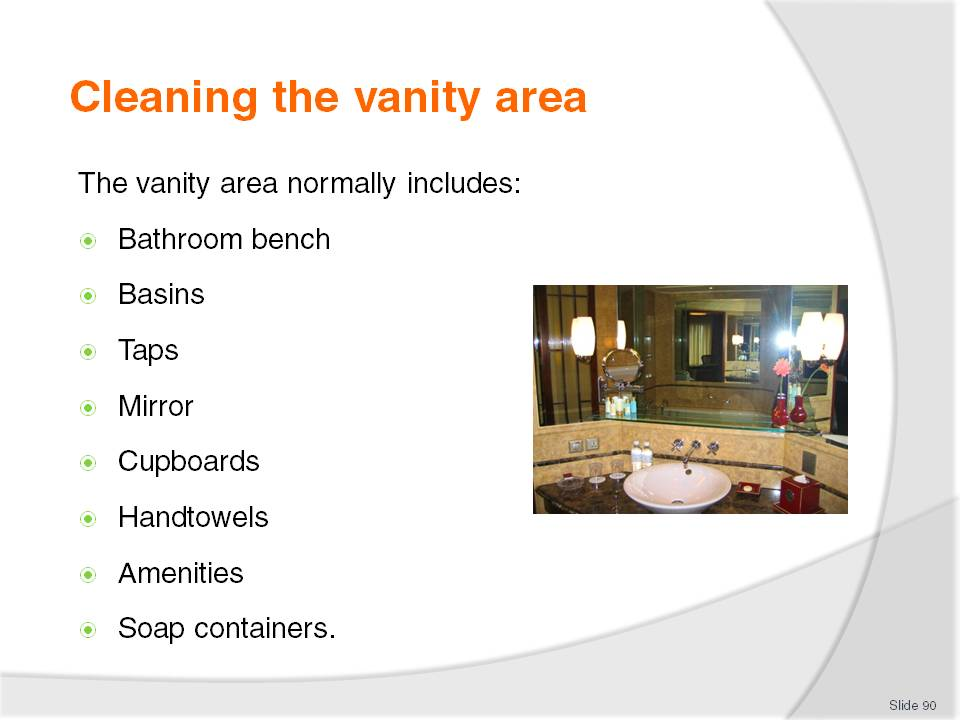 Cleaning the vanity area
The vanity area normally includes:
Bathroom bench
Basins
Taps
Mirror
Cupboards
Handtowels
Amenities
Soap containers.
Slide 90